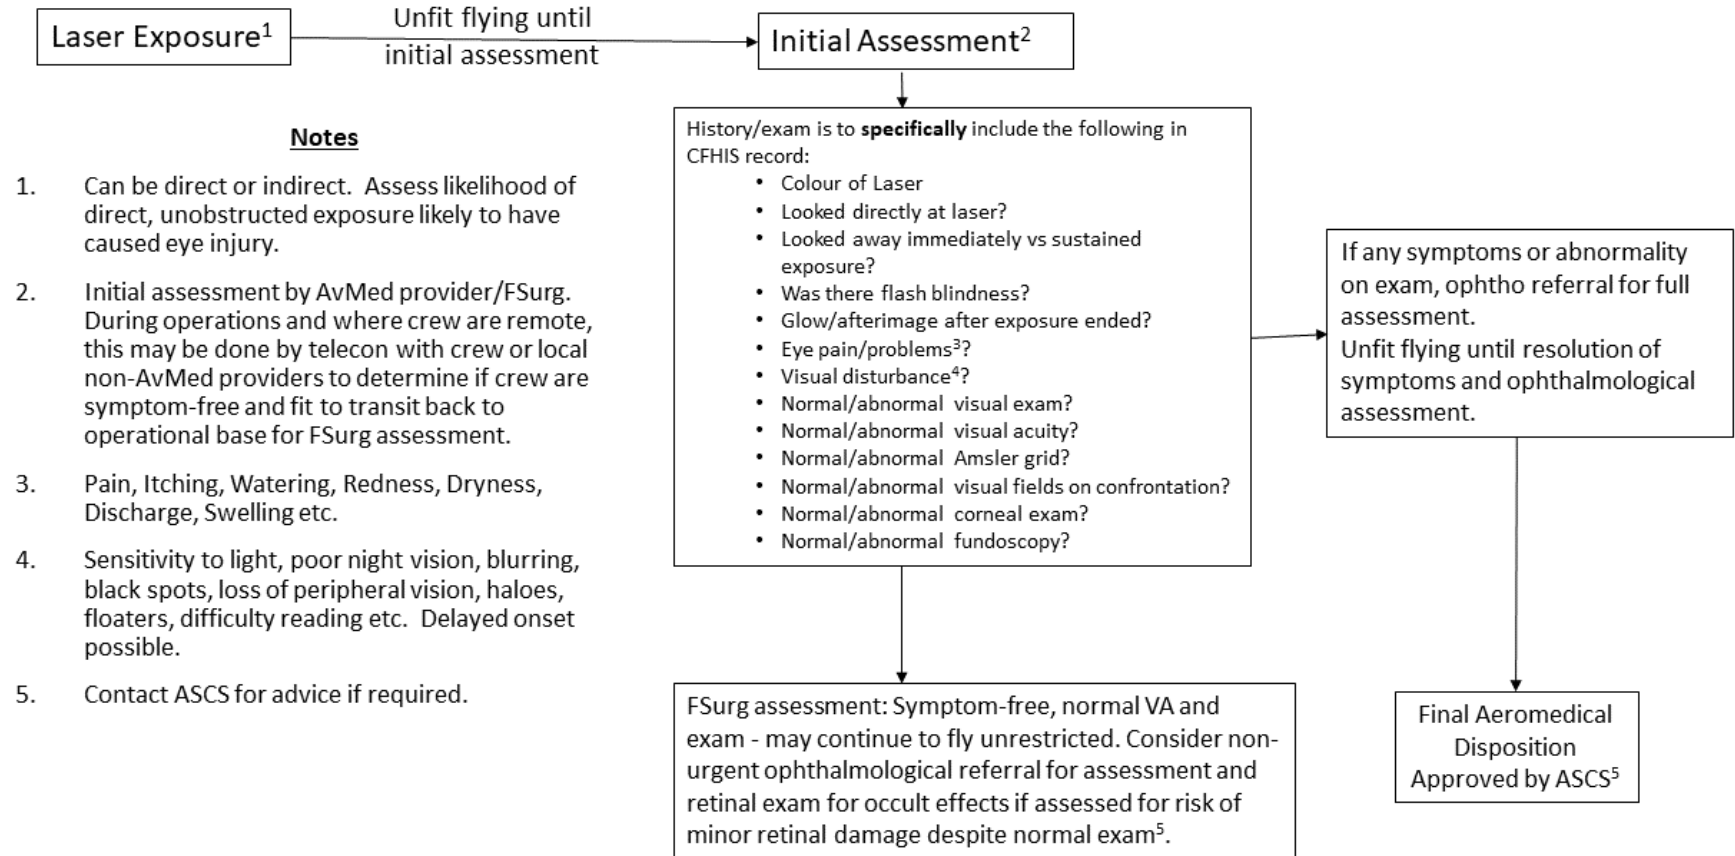 Laser Exposure1
Unfit flying until
initial assessment
Initial Assessment2
Notes
1. Can be direct or indirect. Assess likelihood of
direct, unobstructed exposure likely to have
caused eye injury.
2. Initial assessment by AvMed provider/FSurg.
During operations and where crew are remote,
this may be done by telecon with crew or local
non-AvMed providers to determine if crew are
symptom-free and fit to transit back to
operational base for FSurg assessment.
3. Pain, Itching, Watering, Redness, Dryness,
Discharge, Swelling etc.
4. Sensitivity to light, poor night vision, blurring,
black spots, loss of peripheral vision, haloes,
floaters, difficulty reading etc. Delayed onset
possible.
5. Contact ASCS for advice if required.
History/exam is to specifically include the following in
CFHIS record:
• Colour of Laser
• Looked directly at laser?
• Looked away immediately vs sustained
exposure?
• Was there flash blindness?
• Glow/afterimage after exposure ended?
• Eye pain/problems3?
• Visual disturbance4?
• Normal/abnormal visual exam?
• Normal/abnormal visual acuity?
• Normal/abnormal Amsler grid?
• Normal/abnormal visual fields on confrontation?
• Normal/abnormal corneal exam?
• Normal/abnormal fundoscopy?
If any symptoms or abnormality
on exam, ophtho referral for full
assessment.
Unfit flying until resolution of
symptoms and ophthalmological
assessment.
FSurg assessment: Symptom-free, normal VA and
exam - may continue to fly unrestricted. Consider non-
urgent ophthalmological referral for assessment and
retinal exam for occult effects if assessed for risk of
minor retinal damage despite normal exam5.
Final Aeromedical
Disposition
Approved by ASCS5